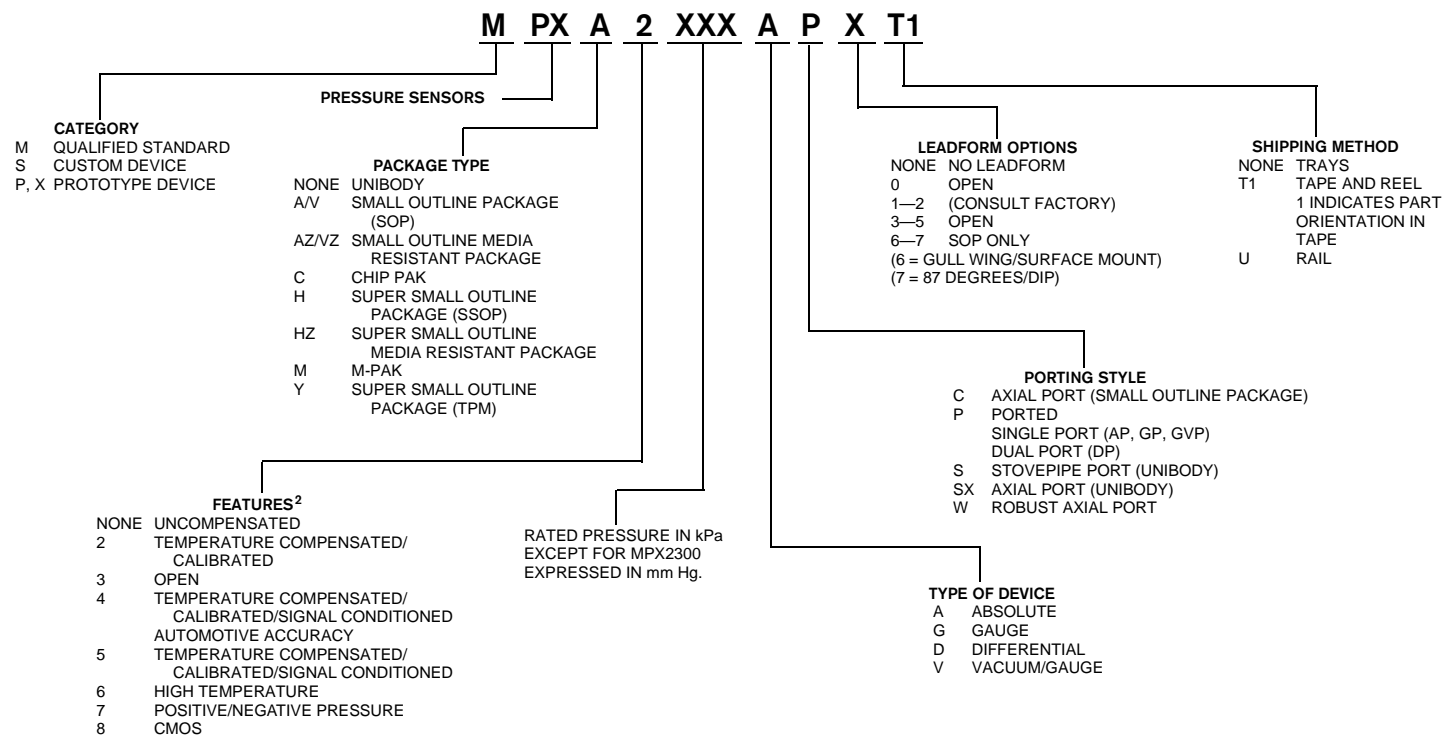 M PX A 2 XXX A P X T1
PRESSURE SENSORS
CATEGORY
M QUALIFIED STANDARD
S CUSTOM DEVICE
P, X PROTOTYPE DEVICE
PACKAGE TYPE
NONE UNIBODY
A/V SMALL OUTLINE PACKAGE
(SOP)
AZ/VZ SMALL OUTLINE MEDIA
RESISTANT PACKAGE
C CHIP PAK
H SUPER SMALL OUTLINE
PACKAGE (SSOP)
HZ SUPER SMALL OUTLINE
MEDIA RESISTANT PACKAGE
M M-PAK
Y SUPER SMALL OUTLINE
PACKAGE (TPM)
LEADFORM OPTIONS
NONE NO LEADFORM
0 OPEN
1—2 (CONSULT FACTORY)
3—5 OPEN
6—7 SOP ONLY
(6 = GULL WING/SURFACE MOUNT)
(7 = 87 DEGREES/DIP)
SHIPPING METHOD
NONE TRAYS
T1 TAPE AND REEL
1 INDICATES PART
ORIENTATION IN
TAPE
U RAIL
PORTING STYLE
C AXIAL PORT (SMALL OUTLINE PACKAGE)
P PORTED
SINGLE PORT (AP, GP, GVP)
DUAL PORT (DP)
S STOVEPIPE PORT (UNIBODY)
SX AXIAL PORT (UNIBODY)
W ROBUST AXIAL PORT
FEATURES²
NONE UNCOMPENSATED
2 TEMPERATURE COMPENSATED/
CALIBRATED
3 OPEN
4 TEMPERATURE COMPENSATED/
CALIBRATED/SIGNAL CONDITIONED
AUTOMOTIVE ACCURACY
5 TEMPERATURE COMPENSATED/
CALIBRATED/SIGNAL CONDITIONED
6 HIGH TEMPERATURE
7 POSITIVE/NEGATIVE PRESSURE
8 CMOS
RATED PRESSURE IN kPa
EXCEPT FOR MPX2300
EXPRESSED IN mm Hg.
TYPE OF DEVICE
A ABSOLUTE
G GAUGE
D DIFFERENTIAL
V VACUUM/GAUGE